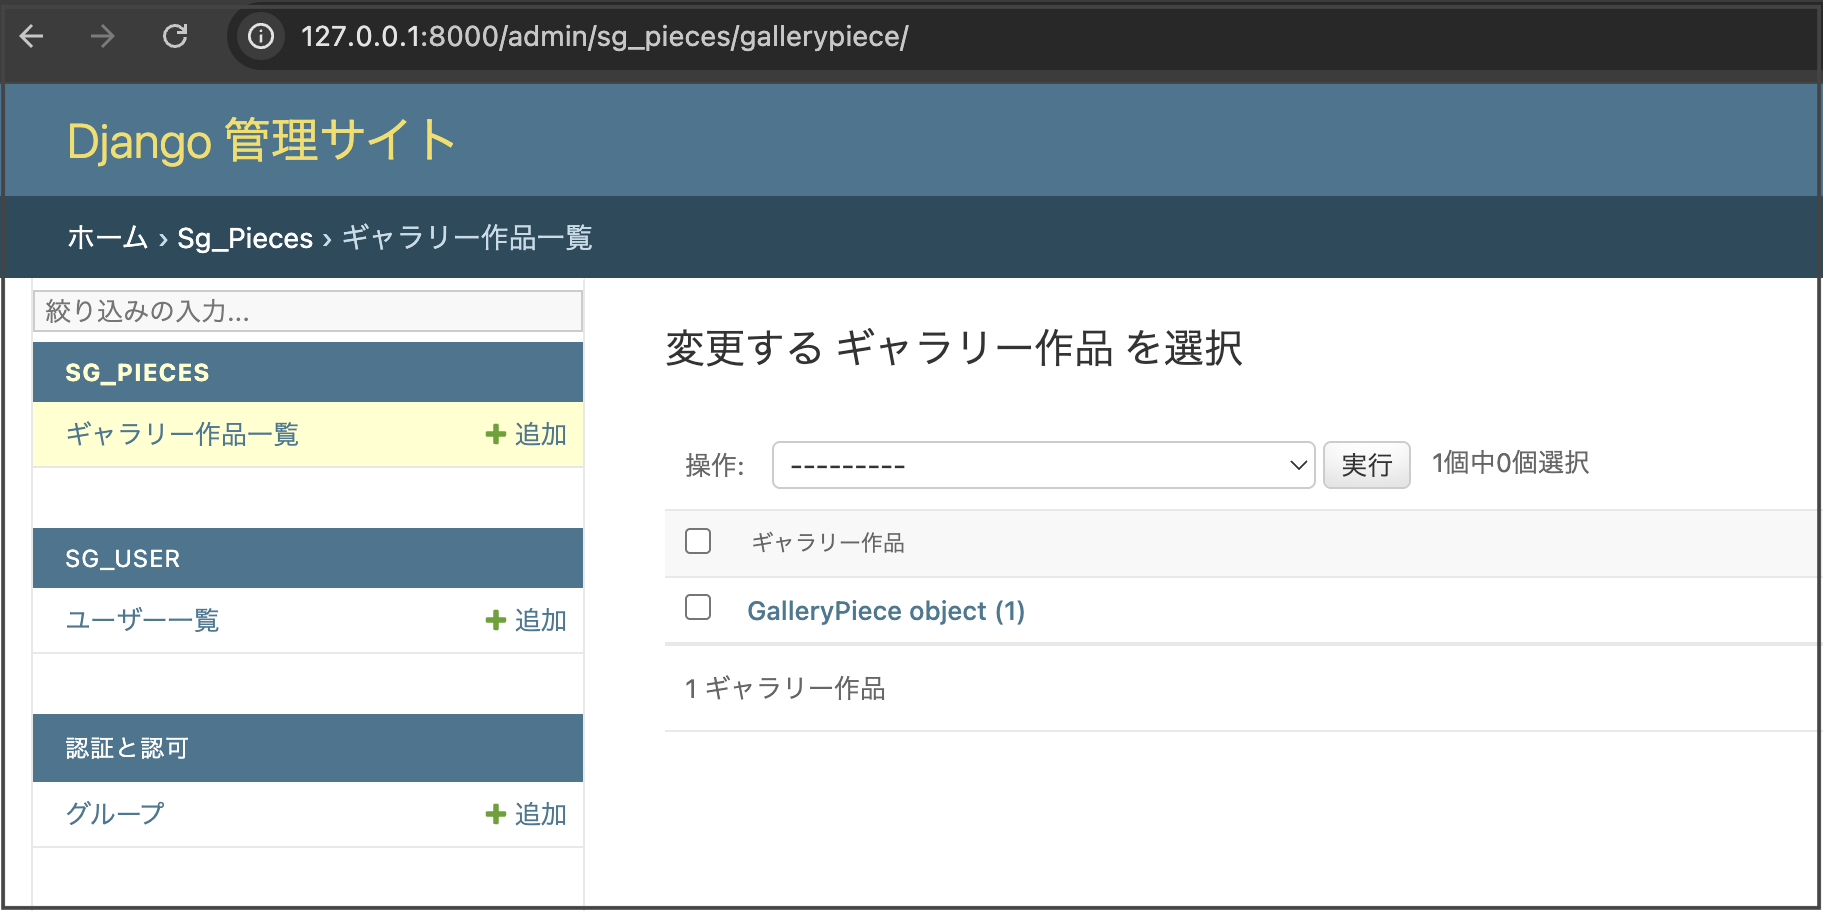 127.0.0.1:8000/admin/sg_pieces/gallerypiece/
Django 管理サイト
ホーム › Sg_Pieces › ギャラリー作品一覧
絞り込みの入力...
SG_PIECES
ギャラリー作品一覧 追加
SG_USER
ユーザー一覧 追加
認証と認可
グループ 追加
変更する ギャラリー作品 を選択
操作: --------- 実行 1個中0個選択
ギャラリー作品
GalleryPiece object (1)
1 ギャラリー作品